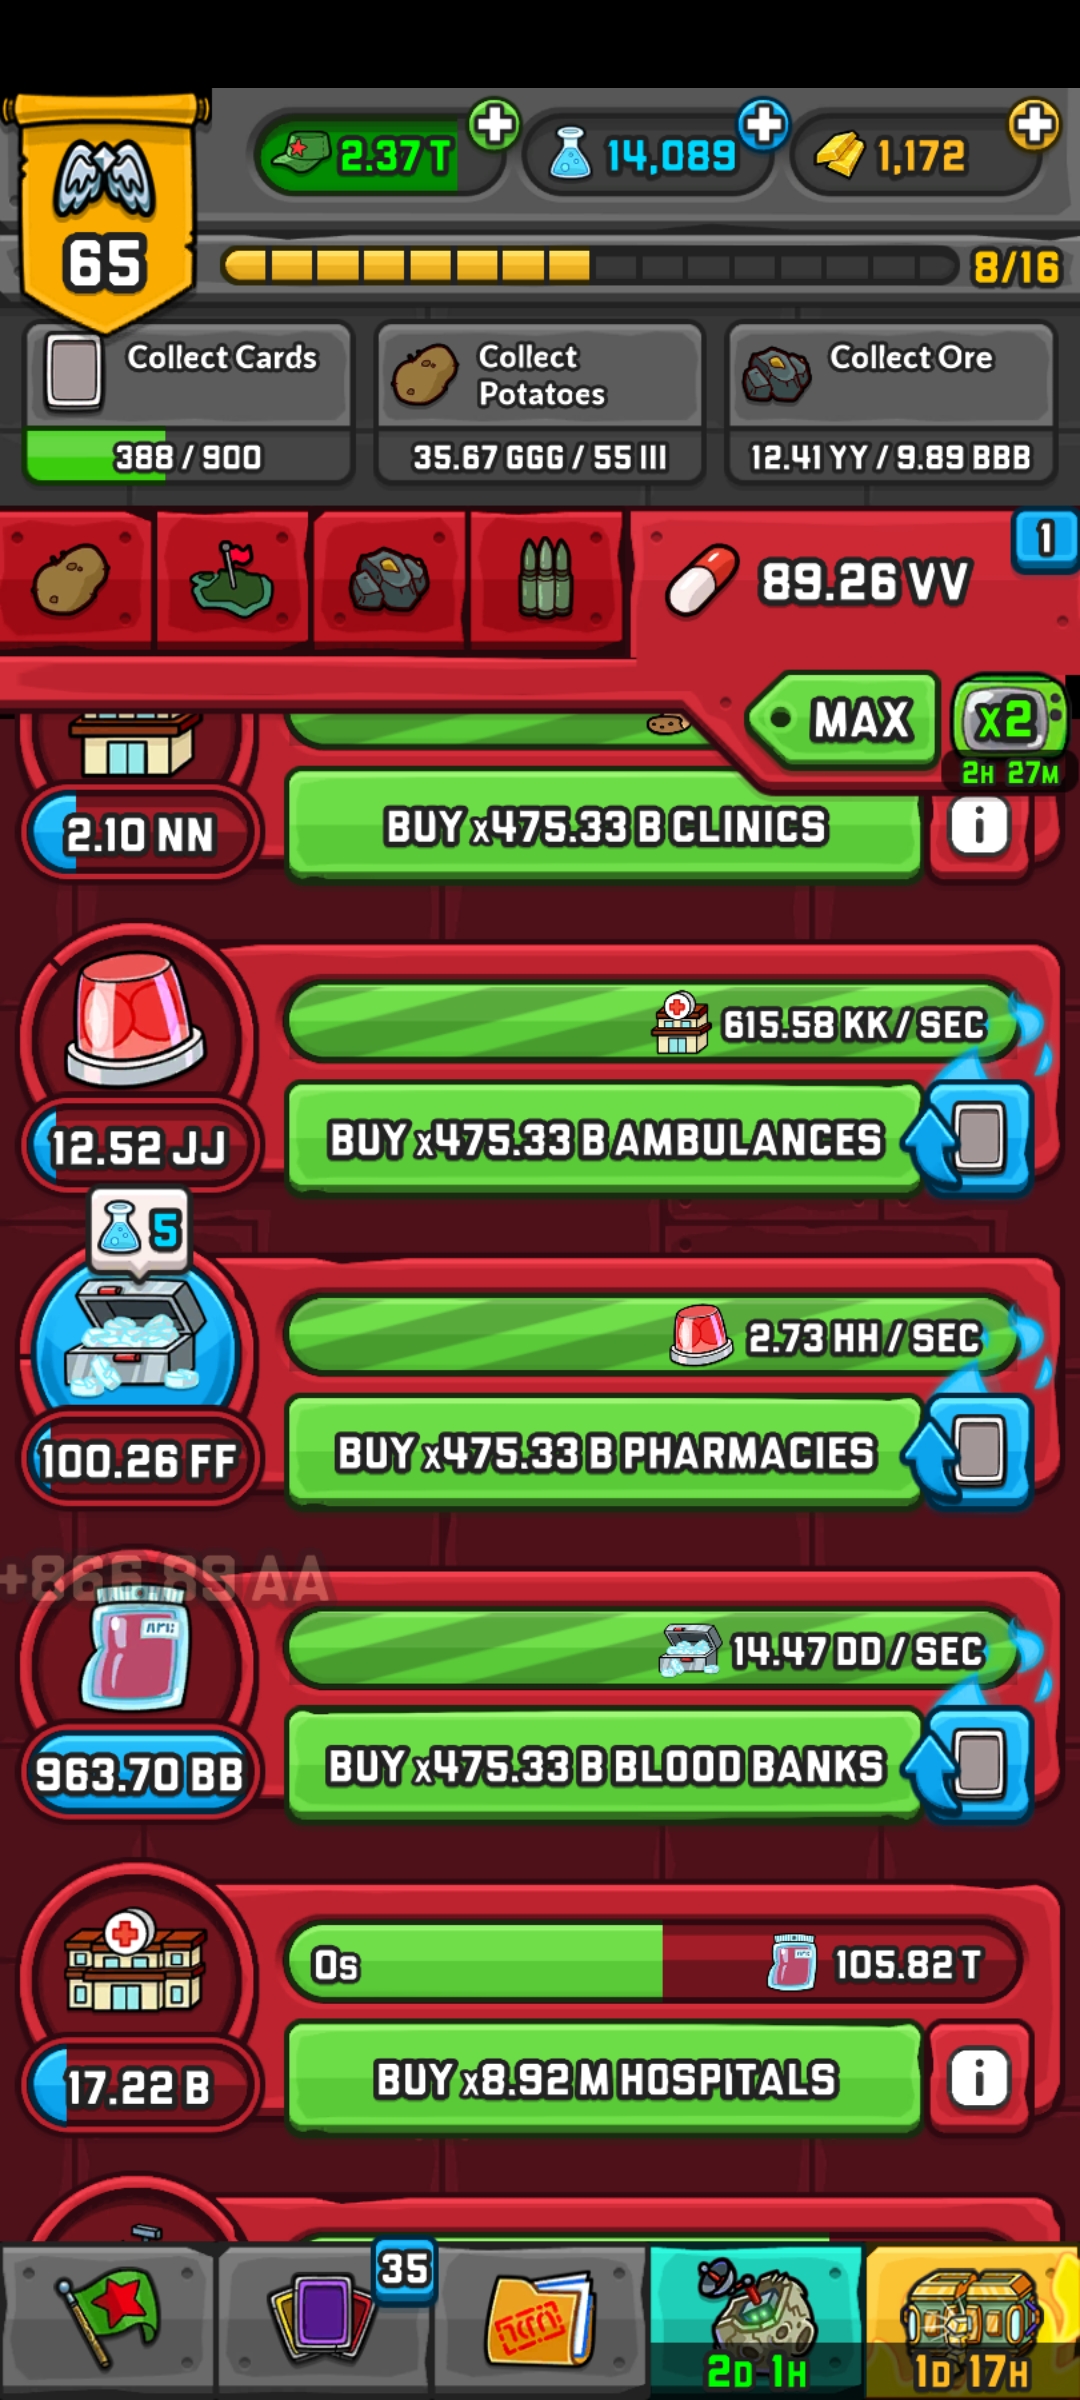 2.37 T
14,089
1,172
65
8/16
Collect Cards
388 / 900
Collect
Potatoes
35.67 GGG / 55 III
Collect Ore
12.41 YY / 9.89 BBB
89.26 VV
1
MAX
x2
2H 27M
2.10 NN
BUY x475.33 B CLINICS
i
615.58 KK / SEC
12.52 JJ
BUY x475.33 B AMBULANCES
5
2.73 HH / SEC
100.26 FF
BUY x475.33 B PHARMACIES
+866.89 AA
14.47 DD / SEC
963.70 BB
BUY x475.33 B BLOOD BANKS
0s
105.82 T
17.22 B
BUY x8.92 M HOSPITALS
i
35
2D 1H
1D 17H